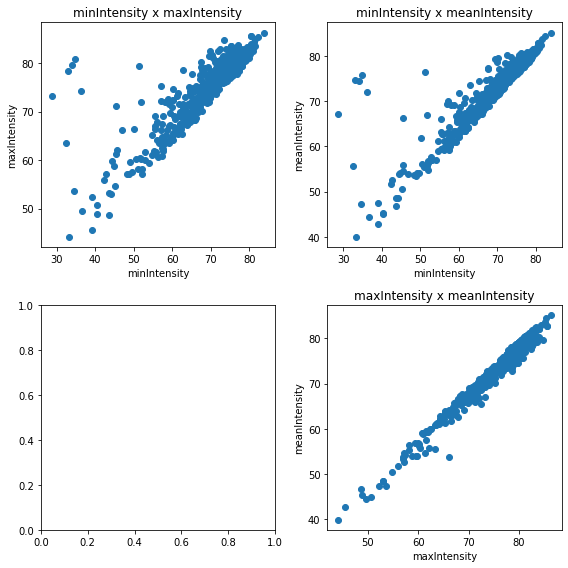 minIntensity x maxIntensity
maxIntensity
80
70
60
50
30 40 50 60 70 80
minIntensity
minIntensity x meanIntensity
meanIntensity
80
70
60
50
40
30 40 50 60 70 80
minIntensity
1.0
0.8
0.6
0.4
0.2
0.0
0.0 0.2 0.4 0.6 0.8 1.0
maxIntensity x meanIntensity
meanIntensity
80
70
60
50
40
50 60 70 80
maxIntensity